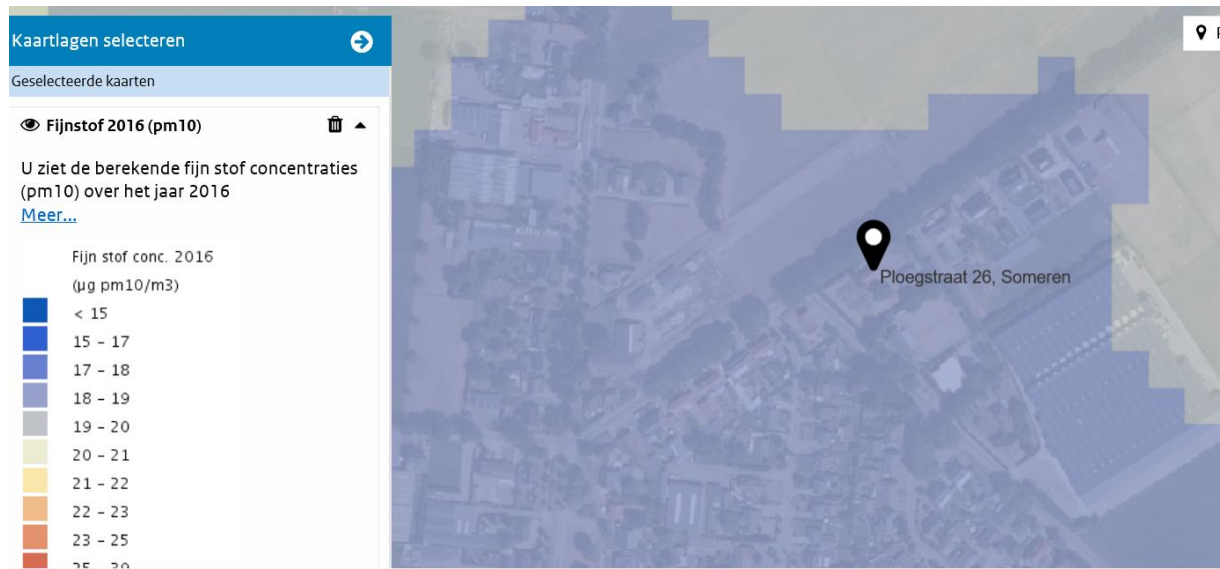 Kaartlagen selecteren
Geselecteerde kaarten
Fijnstof 2016 (pm10)
U ziet de berekende fijn stof concentraties
(pm10) over het jaar 2016
Meer...
Fijn stof conc. 2016
(μg pm10/m3)
< 15
15 - 17
17 - 18
18 - 19
19 - 20
20 - 21
21 - 22
22 - 23
23 - 25
Ploegstraat 26, Someren